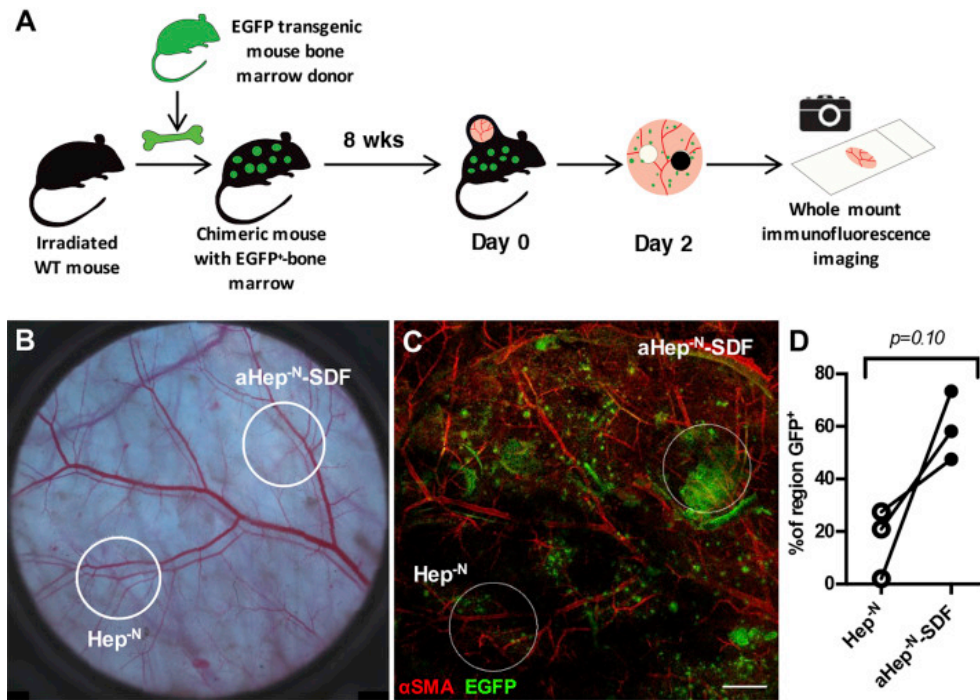 A
EGFP transgenic
mouse bone
marrow donor
8 wks
Irradiated
WT mouse
Chimeric mouse
with EGFP⁺-bone
marrow
Day 0
Day 2
Whole mount
immunofluorescence
imaging
B
aHep⁻ᴺ-SDF
Hep⁻ᴺ
C
aHep⁻ᴺ-SDF
Hep⁻ᴺ
αSMA EGFP
D
p=0.10
%of region GFP⁺
80
60
40
20
0
Hep⁻ᴺ
aHep⁻ᴺ-SDF